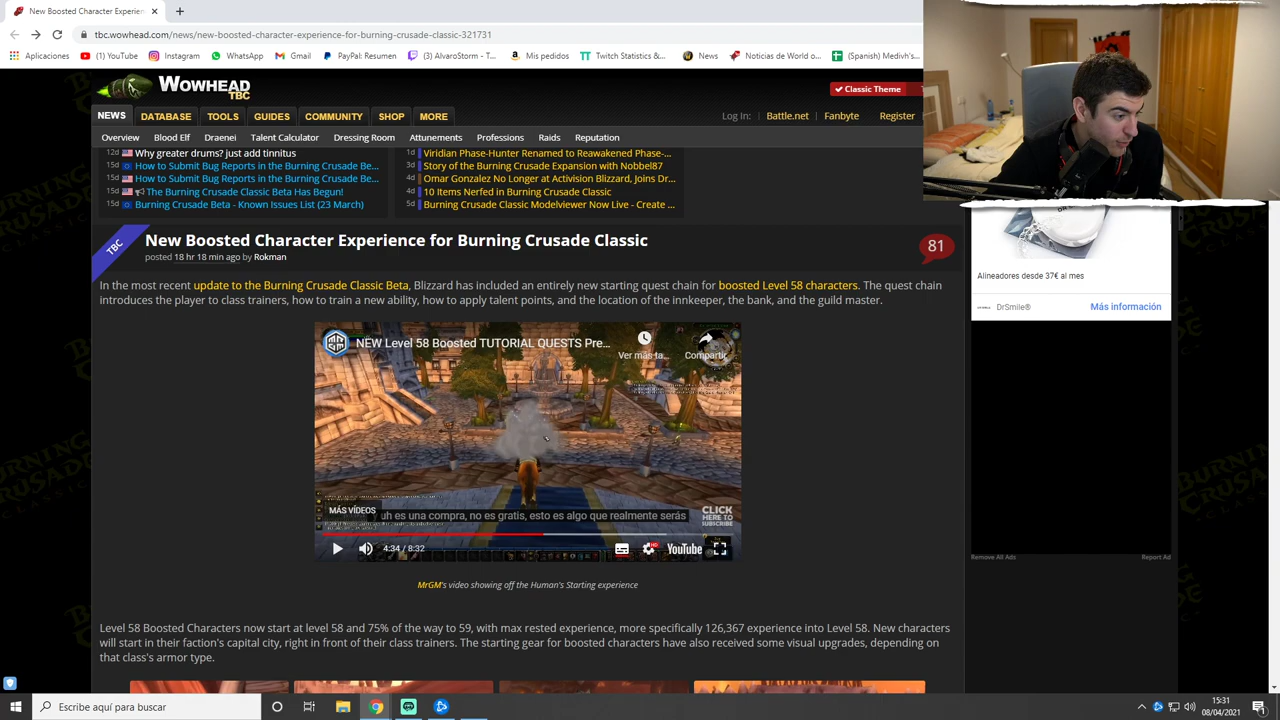 New Boosted Character Experie
tbc.wowhead.com/new-boosted-character-experience-for-burning-crusade-classic-321731
Aplicaciones (1) YouTube Instagram WhatsApp Gmail PayPal: Resumen (3) AlvaroStorm - T... Mis pedidos Twitch Statistics &... News Noticias de World o... (Spanish) Medivh's...
WOWHEAD
TBC
Classic Theme
NEWS DATABASE TOOLS GUIDES COMMUNITY SHOP MORE
Log In: Battle.net Fanbyte Register
Overview Blood Elf Draenei Talent Calculator Dressing Room Attunements Professions Raids Reputation
12d Why greater drums? just add tinnitus
15d How to Submit Bug Reports in the Burning Crusade Be...
15d How to Submit Bug Reports in the Burning Crusade Be...
15d The Burning Crusade Classic Beta Has Begun!
15d Burning Crusade Beta - Known Issues List (23 March)
1d Viridian Phase-Hunter Renamed to Reawakened Phase-...
1d Story of the Burning Crusade Expansion with Nobbel87
4d Omar Gonzalez No Longer at Activision Blizzard, Joins Dr...
1d 10 Items Nerfed in Burning Crusade Classic
5d Burning Crusade Classic Modelviewer Now Live - Create ...
TBC
New Boosted Character Experience for Burning Crusade Classic
posted 18 hr 18 min ago by Rokman
81
In the most recent update to the Burning Crusade Classic Beta, Blizzard has included an entirely new starting quest chain for boosted Level 58 characters. The quest chain
introduces the player to class trainers, how to train a new ability, how to apply talent points, and the location of the innkeeper, the bank, and the guild master.
NEW Level 58 Boosted TUTORIAL QUESTS Pre...
Ver más ta...
Compartir
MÁS VÍDEOS
uh es una compra, no es gratis, esto es algo que realmente serás
CLICK
HERE TO
SUBSCRIBE
4:34 / 8:32
HD
YouTube
MrGM's video showing off the Human's Starting experience
Level 58 Boosted Characters now start at level 58 and 75% of the way to 59, with max rested experience, more specifically 126,367 experience into Level 58. New characters
will start in their faction's capital city, right in front of their class trainers. The starting gear for boosted characters have also received some visual upgrades, depending on
that class's armor type.
Alineadores desde 37€ al mes
DrSmile®
Más información
Remove All Ads
Report Ad
Escribe aquí para buscar
15:31
08/04/2021